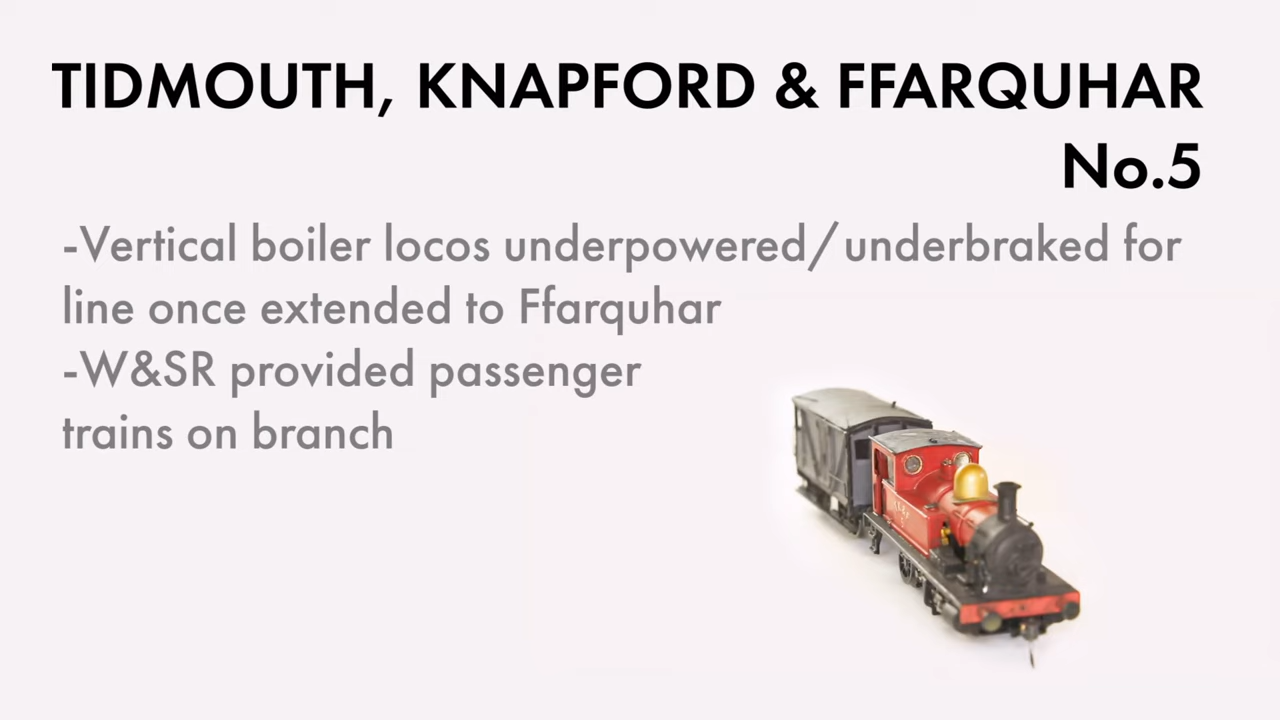 TIDMOUTH, KNAPFORD & FFARQUHAR
No.5
-Vertical boiler locos underpowered/underbraked for
line once extended to Ffarquhar
-W&SR provided passenger
trains on branch